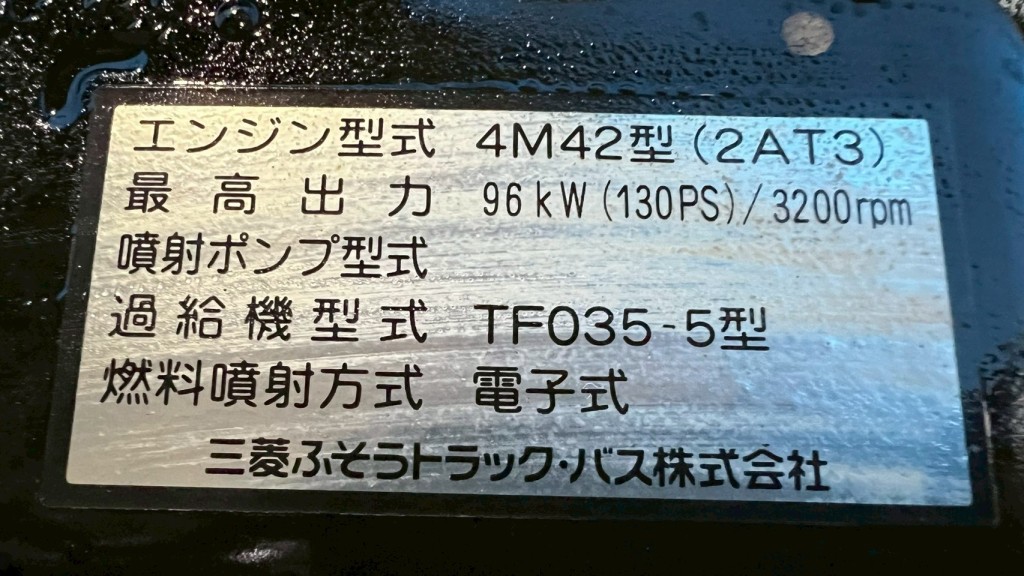 エンジン型式 4M42型(2AT3)
最高出力 96kW(130PS)/3200rpm
噴射ポンプ型式
過給機型式 TF035-5型
燃料噴射方式 電子式
三菱ふそうトラック・バス株式会社